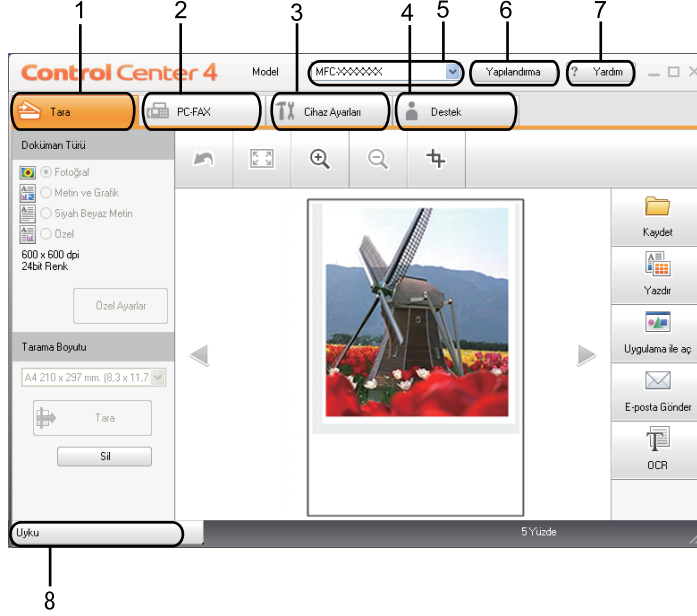 1 2 3 4 5 6 7
Control Center 4 Model MFC-XXXXXX Yapılandırma ? Yardım
Tara PC-FAX Cihaz Ayarları Destek
Doküman Türü
Fotoğraf
Metin ve Grafik
Siyah Beyaz Metin
Özel
600 x 600 dpi
24bit Renk
Özel Ayarlar
Tarama Boyutu
A4 210 x 297 mm. (8,3 x 11,7
Tara
Sil
Kaydet
Yazdır
Uygulama ile aç
E-posta Gönder
OCR
Uyku 5 Yüzde
8